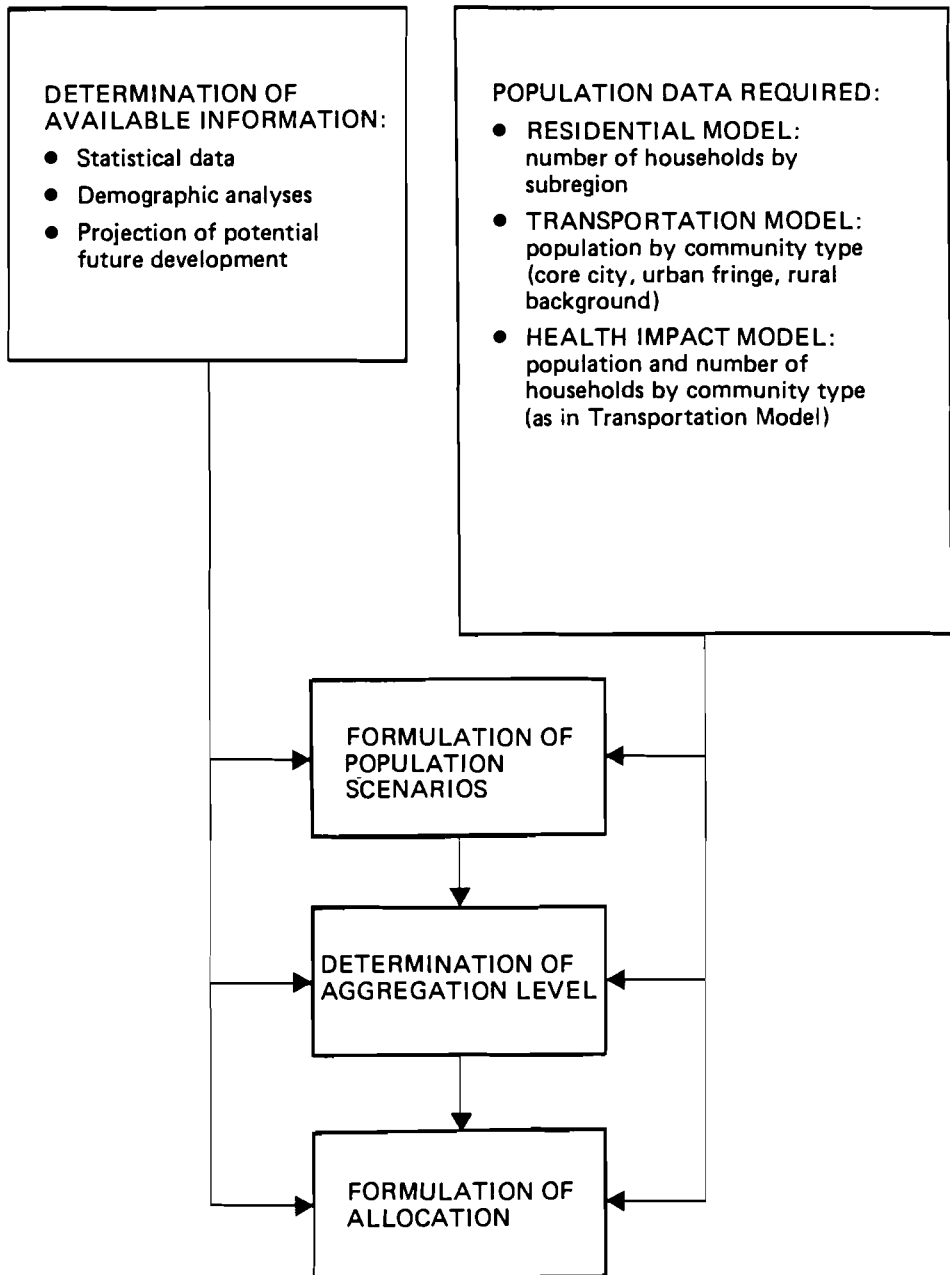 DETERMINATION OF
AVAILABLE INFORMATION:
● Statistical data
● Demographic analyses
● Projection of potential
future development
POPULATION DATA REQUIRED:
● RESIDENTIAL MODEL:
number of households by
subregion
● TRANSPORTATION MODEL:
population by community type
(core city, urban fringe, rural
background)
● HEALTH IMPACT MODEL:
population and number of
households by community type
(as in Transportation Model)
FORMULATION OF
POPULATION
SCENARIOS
DETERMINATION OF
AGGREGATION LEVEL
FORMULATION OF
ALLOCATION